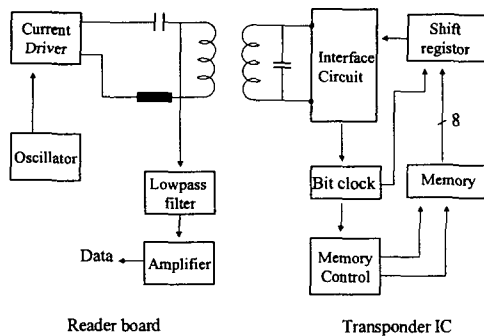 Current
Driver
Oscillator
Lowpass
filter
Data
Amplifier
Reader board
Interface
Circuit
Shift
registor
8
Bit clock
Memory
Memory
Control
Transponder IC